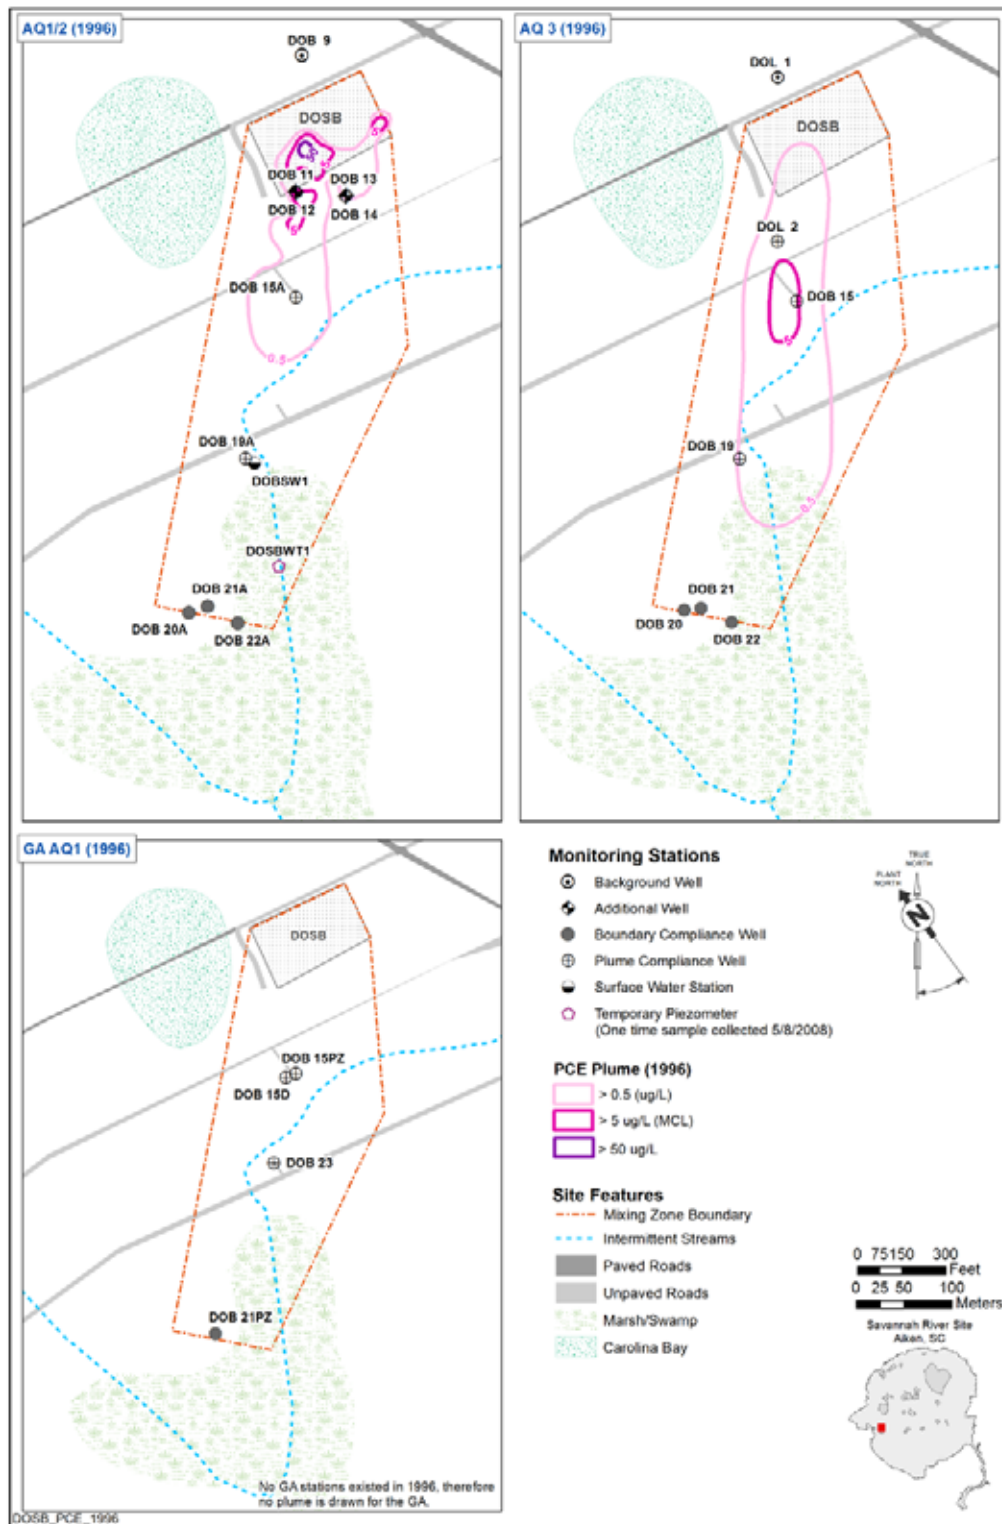 AQ1/2 (1996)
DOB 9
DOSB
5
5
DOB 11
DOB 13
DOB 12
DOB 14
5
DOB 15A
0.5
DOB 19A
DOBSW1
DOSBWT1
DOB 21A
DOB 20A
DOB 22A
AQ 3 (1996)
DOL 1
DOSB
DOL 2
DOB 15
5
DOB 19
0.5
DOB 21
DOB 20
DOB 22
GA AQ1 (1996)
DOSB
DOB 15PZ
DOB 15D
DOB 23
DOB 21PZ
No GA stations existed in 1996, therefore
no plume is drawn for the GA.
DOSB_PCE_1996
Monitoring Stations
Background Well
Additional Well
Boundary Compliance Well
Plume Compliance Well
Surface Water Station
Temporary Piezometer
(One time sample collected 5/8/2008)
TRUE
NORTH
PLANT
NORTH
N
PCE Plume (1996)
> 0.5 (ug/L)
> 5 ug/L (MCL)
> 50 ug/L
Site Features
Mixing Zone Boundary
Intermittent Streams
Paved Roads
Unpaved Roads
Marsh/Swamp
Carolina Bay
0 75 150 300
Feet
0 25 50 100
Meters
Savannah River Site
Aiken, SC